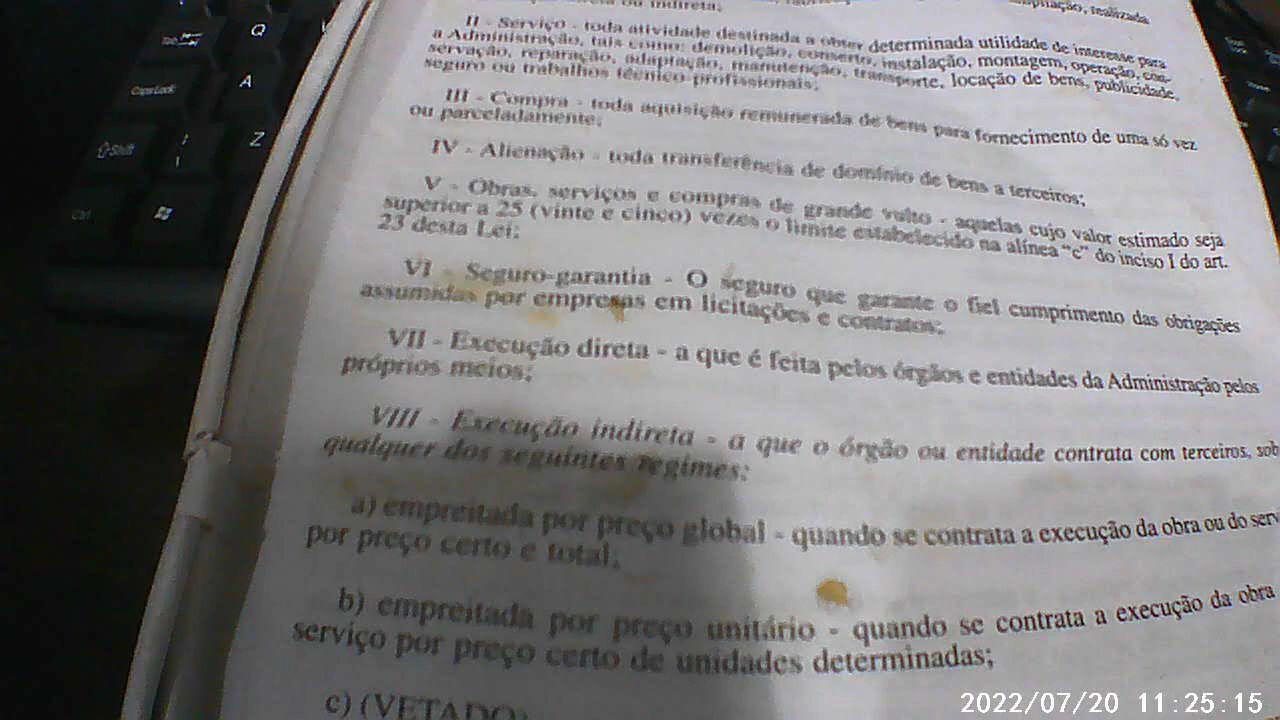 ou indireta;
realizada
II - Serviço - toda atividade destinada a obter determinada utilidade de interesse para
a Administração, tais como: demolição, conserto, instalação, montagem, operação, con-
servação, reparação, adaptação, manutenção, transporte, locação de bens, publicidade,
seguro ou trabalhos técnico-profissionais;
III - Compra - toda aquisição remunerada de bens para fornecimento de uma só vez
ou parceladamente;
IV - Alienação - toda transferência de domínio de bens a terceiros;
V - Obras, serviços e compras de grande vulto - aquelas cujo valor estimado seja
superior a 25 (vinte e cinco) vezes o limite estabelecido na alínea "c" do inciso I do art.
23 desta Lei;
VI - Seguro-garantia - O seguro que garante o fiel cumprimento das obrigações
assumidas por empresas em licitações e contratos;
VII - Execução direta - a que é feita pelos órgãos e entidades da Administração pelos
próprios meios;
VIII - Execução indireta - a que o órgão ou entidade contrata com terceiros, sob
qualquer dos seguintes regimes:
a) empreitada por preço global - quando se contrata a execução da obra ou do serv
por preço certo e total;
b) empreitada por preço unitário - quando se contrata a execução da obra
serviço por preço certo de unidades determinadas;
c) (VETADO)
Q
Caps Lock
A
Shift
Z
Ctrl
2022/07/20 11:25:15